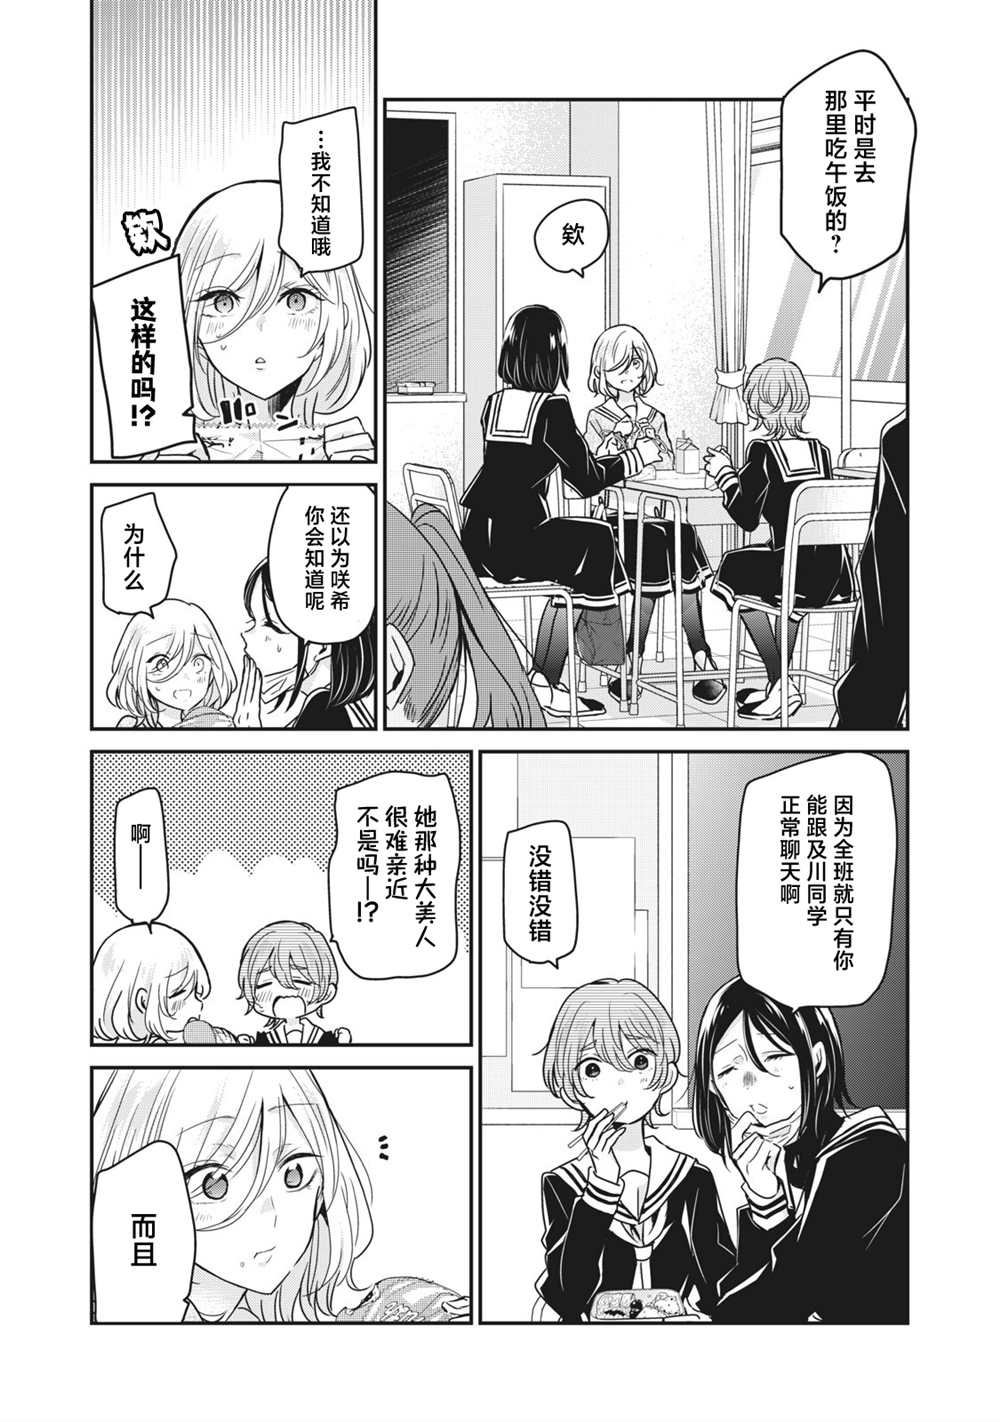 平时是去
那里吃午饭的?
欸
…我不知道哦
欸
这样的吗!?
还以为咲希
你会知道呢
为什么
因为全班就只有你
能跟及川同学
正常聊天啊
没错没错
她那种大美人
很难亲近
不是吗—!?
啊—
而且